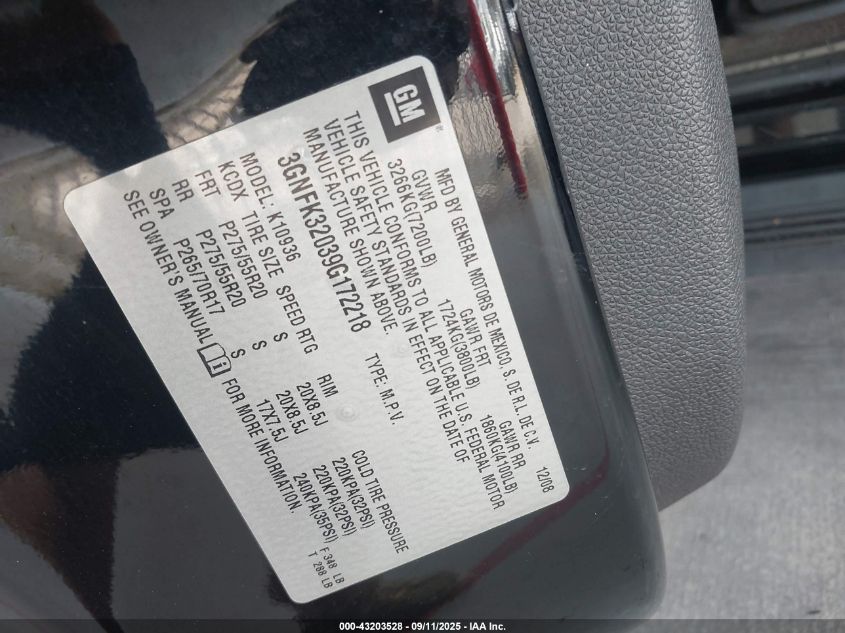 GM
MFD BY GENERAL MOTORS DE MEXICO, S. DE R.L. DE C.V. 12/08
GVWR GAWR FRT GAWR RR
3266KG(7200LB) 1724KG(3800LB) 1860KG(4100LB)
THIS VEHICLE CONFORMS TO ALL APPLICABLE U.S. FEDERAL MOTOR
VEHICLE SAFETY STANDARDS IN EFFECT ON THE DATE OF
MANUFACTURE SHOWN ABOVE.
3GNFK32039G172218 TYPE: M.P.V.
MODEL: K10936
KCDX TIRE SIZE SPEED RTG RIM COLD TIRE PRESSURE
FRT P275/55R20 S 20X8.5J 220KPA(32PSI)
RR P275/55R20 S 20X8.5J 220KPA(32PSI)
SPA P265/70R17 S 17X7.5J 240KPA(35PSI)
SEE OWNER'S MANUAL FOR MORE INFORMATION.
F 348 LB
T 288 LB
000-43203528 - 09/11/2025 - IAA Inc.